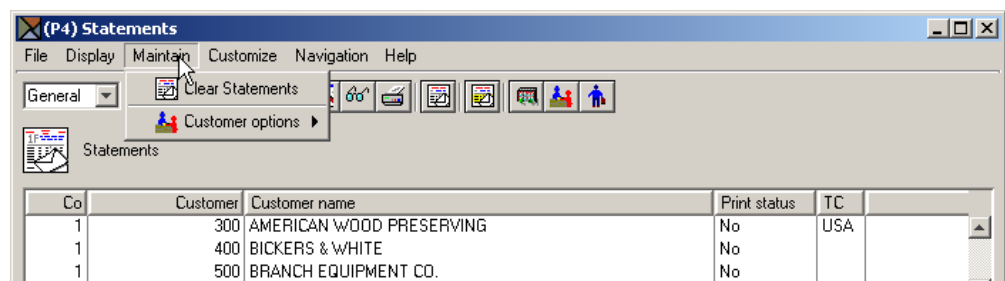 (P4) Statements
File Display Maintain Customize Navigation Help
General
Clear Statements
Customer options
Statements
Co Customer Customer name Print status TC
1 300 AMERICAN WOOD PRESERVING No USA
1 400 BICKERS & WHITE No
1 500 BRANCH EQUIPMENT CO. No